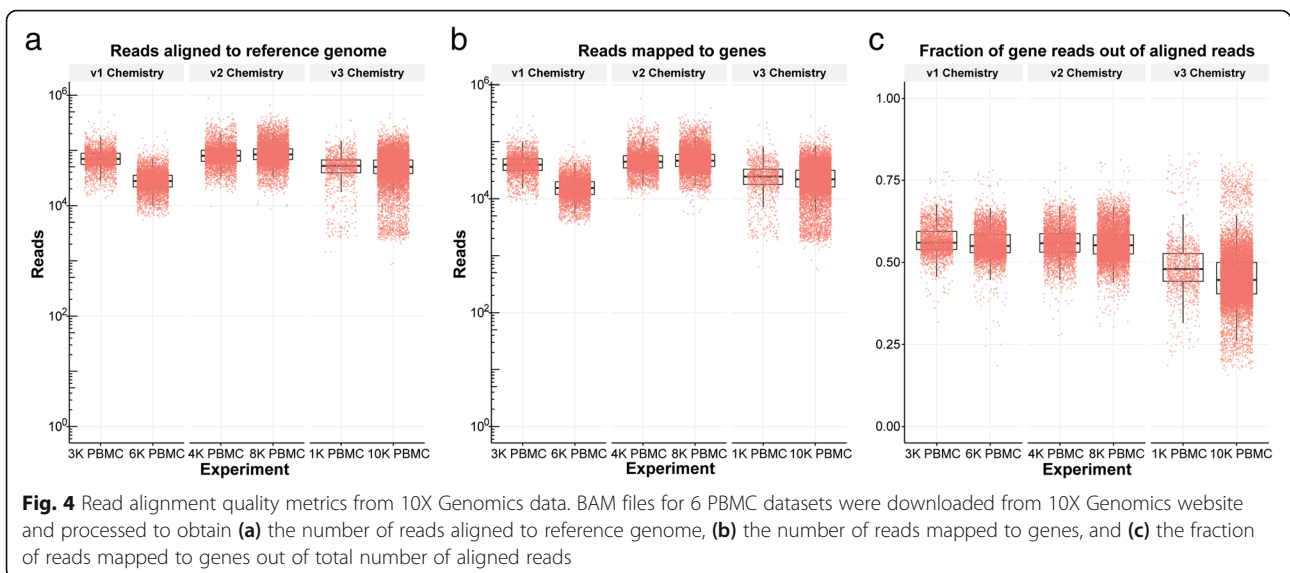 a
Reads aligned to reference genome
v1 Chemistry
v2 Chemistry
v3 Chemistry
10^6
10^4
10^2
10^0
Reads
3K PBMC
6K PBMC
4K PBMC
8K PBMC
1K PBMC
10K PBMC
Experiment
b
Reads mapped to genes
v1 Chemistry
v2 Chemistry
v3 Chemistry
10^6
10^4
10^2
10^0
Reads
3K PBMC
6K PBMC
4K PBMC
8K PBMC
1K PBMC
10K PBMC
Experiment
c
Fraction of gene reads out of aligned reads
v1 Chemistry
v2 Chemistry
v3 Chemistry
1.00
0.75
0.50
0.25
0.00
3K PBMC
6K PBMC
4K PBMC
8K PBMC
1K PBMC
10K PBMC
Experiment
Fig. 4 Read alignment quality metrics from 10X Genomics data. BAM files for 6 PBMC datasets were downloaded from 10X Genomics website
and processed to obtain (a) the number of reads aligned to reference genome, (b) the number of reads mapped to genes, and (c) the fraction
of reads mapped to genes out of total number of aligned reads